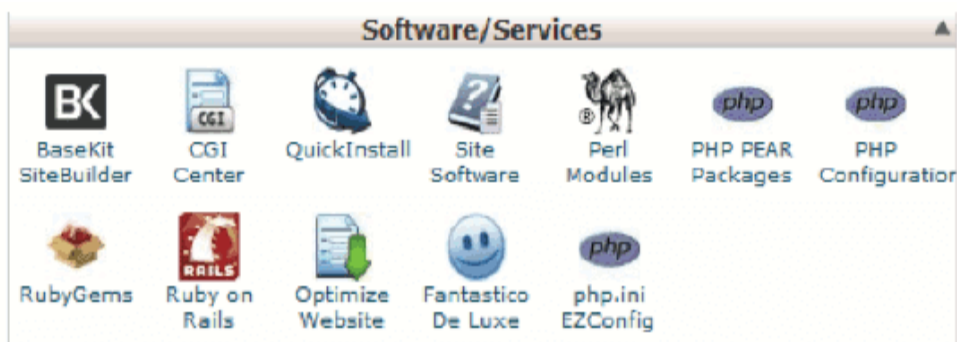 Software/Services
BK
CGI
®
php
php
BaseKit
SiteBuilder
CGI
Center
QuickInstall
Site
Software
Perl
Modules
PHP PEAR
Packages
PHP
Configuration
RAILS
php
RubyGems
Ruby on
Rails
Optimize
Website
Fantastico
De Luxe
php.ini
EZConfig